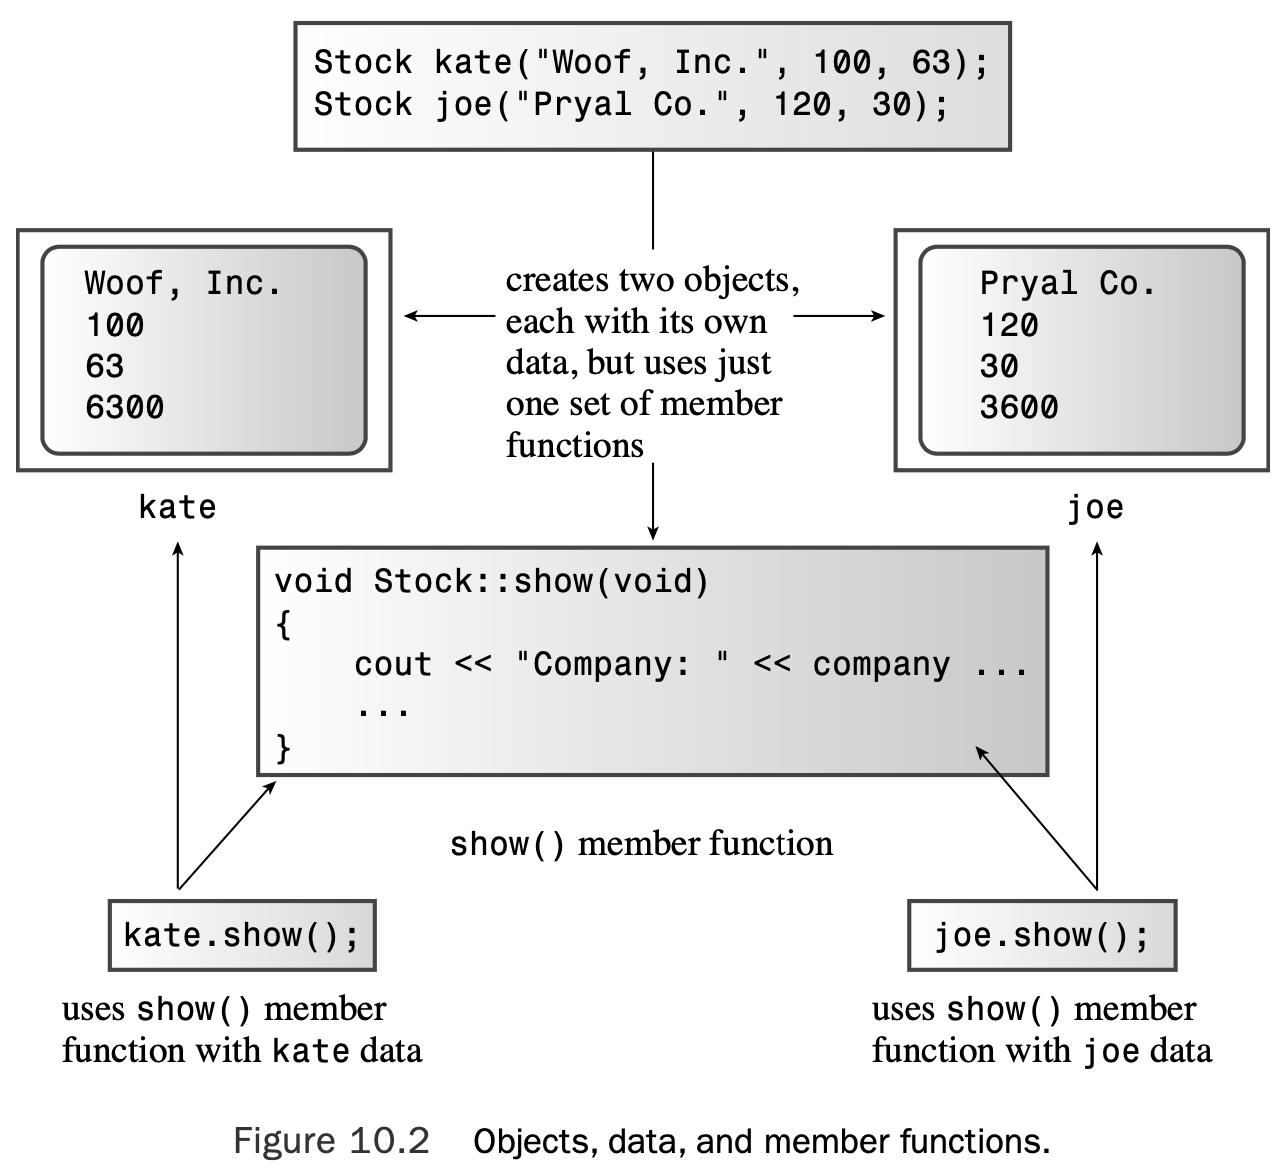 Stock kate("Woof, Inc.", 100, 63);
Stock joe("Pryal Co.", 120, 30);
Woof, Inc.
100
63
6300
kate
creates two objects,
each with its own
data, but uses just
one set of member
functions
Pryal Co.
120
30
3600
joe
void Stock::show(void)
{
    cout << "Company: " << company ...
    ...
}
show() member function
kate.show();
uses show() member
function with kate data
joe.show();
uses show() member
function with joe data
Figure 10.2 Objects, data, and member functions.